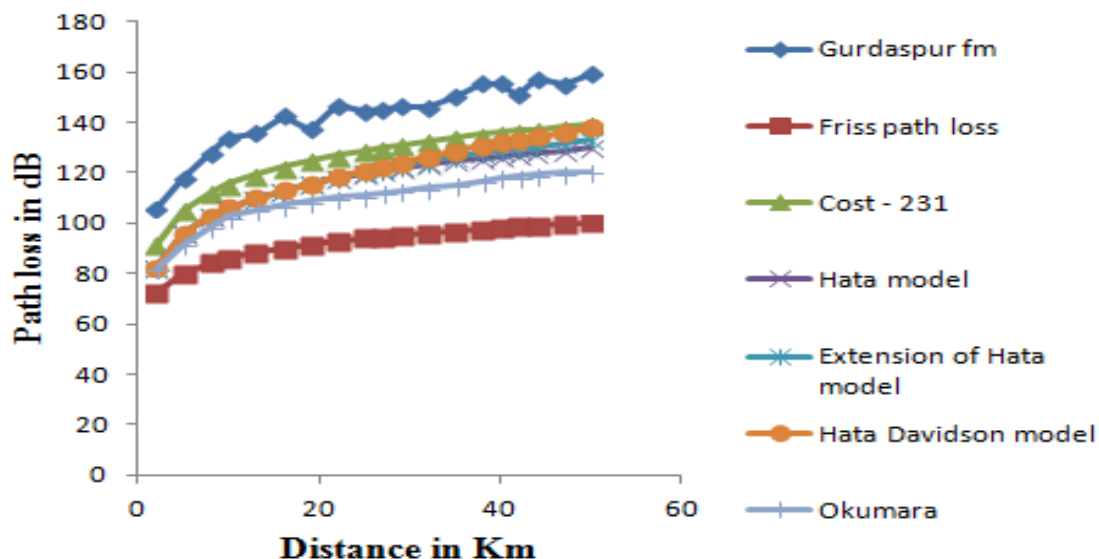 180
160
140
120
100
80
60
40
20
0
Path loss in dB
0 20 40 60
Distance in Km
Gurdaspur fm
Friss path loss
Cost - 231
Hata model
Extension of Hata
model
Hata Davidson model
Okumara